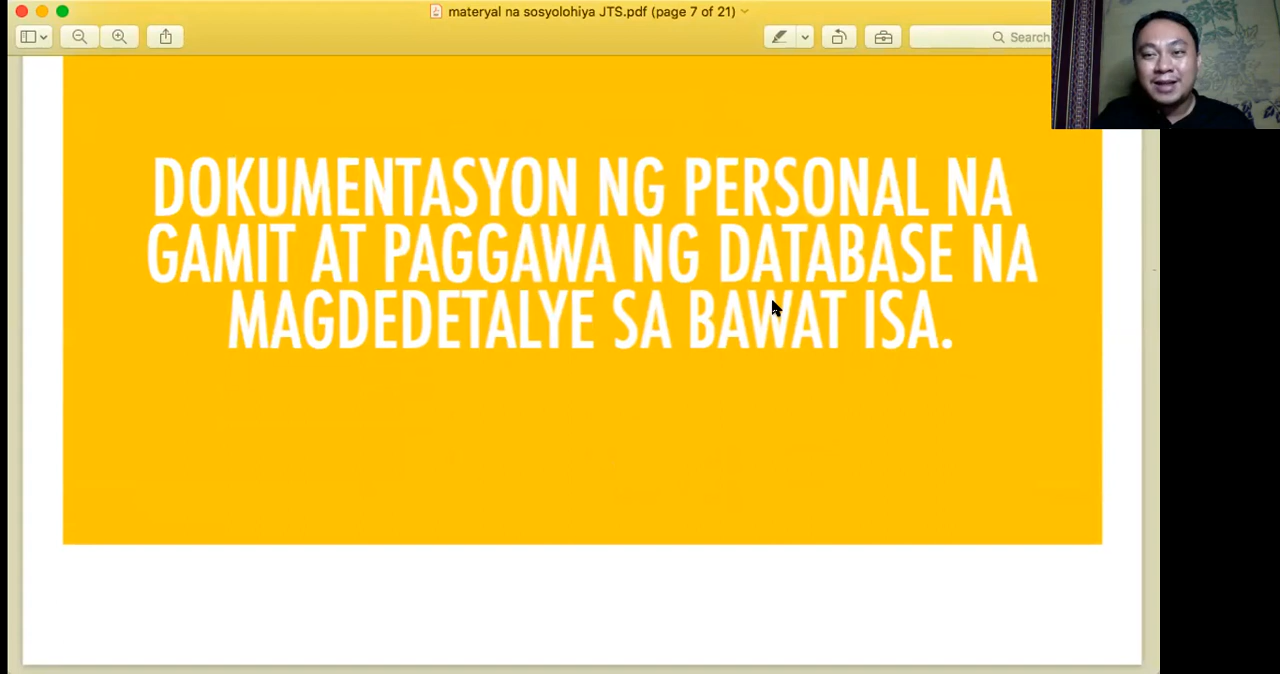 materyal na sosyolohiya JTS.pdf (page 7 of 21)
Search
DOKUMENTASYON NG PERSONAL NA
GAMIT AT PAGGAWA NG DATABASE NA
MAGDEDETALYE SA BAWAT ISA.